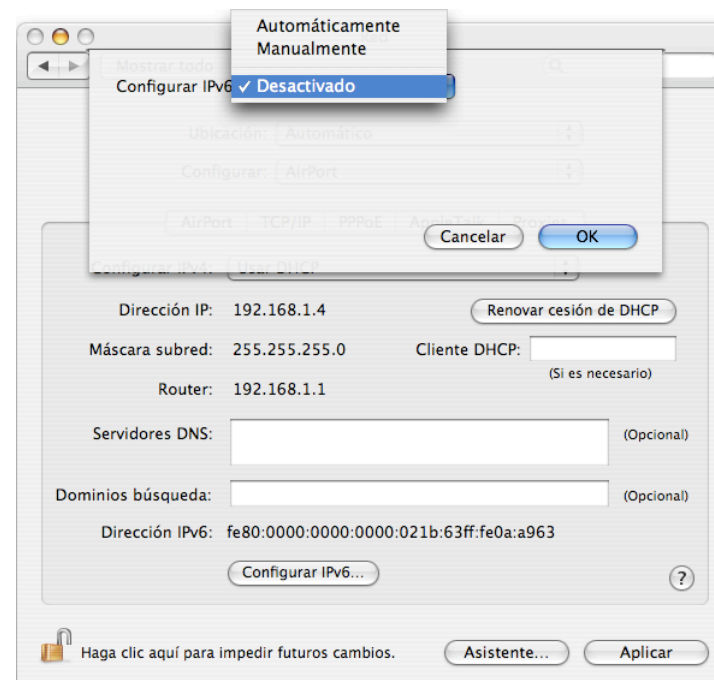 Automáticamente
Manualmente
Mostrar todo
Configurar IPv6 ✓ Desactivado
Ubicación: Automático
Configurar: AirPort
AirPort TCP/IP PPPoE AppleTalk Proxies
Cancelar OK
Configurar IPv4: Usar DHCP
Dirección IP: 192.168.1.4 Renovar cesión de DHCP
Máscara subred: 255.255.255.0 Cliente DHCP:
(Si es necesario)
Router: 192.168.1.1
Servidores DNS: (Opcional)
Dominios búsqueda: (Opcional)
Dirección IPv6: fe80:0000:0000:0000:021b:63ff:fe0a:a963
Configurar IPv6... ?
Haga clic aquí para impedir futuros cambios. Asistente... Aplicar